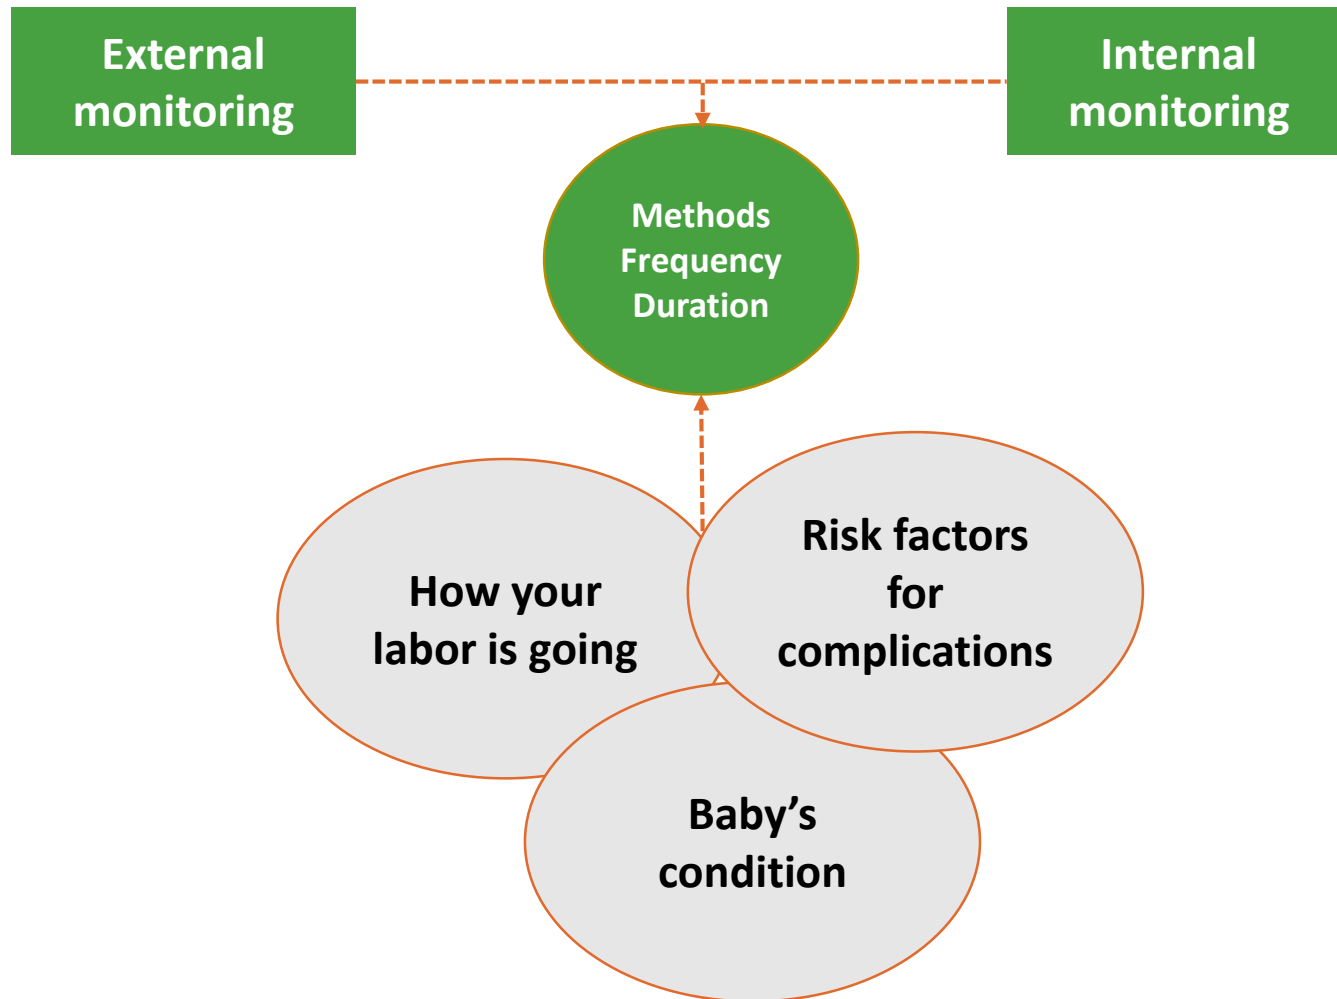 External
monitoring
Internal
monitoring
Methods
Frequency
Duration
How your
labor is going
Risk factors
for
complications
Baby’s
condition